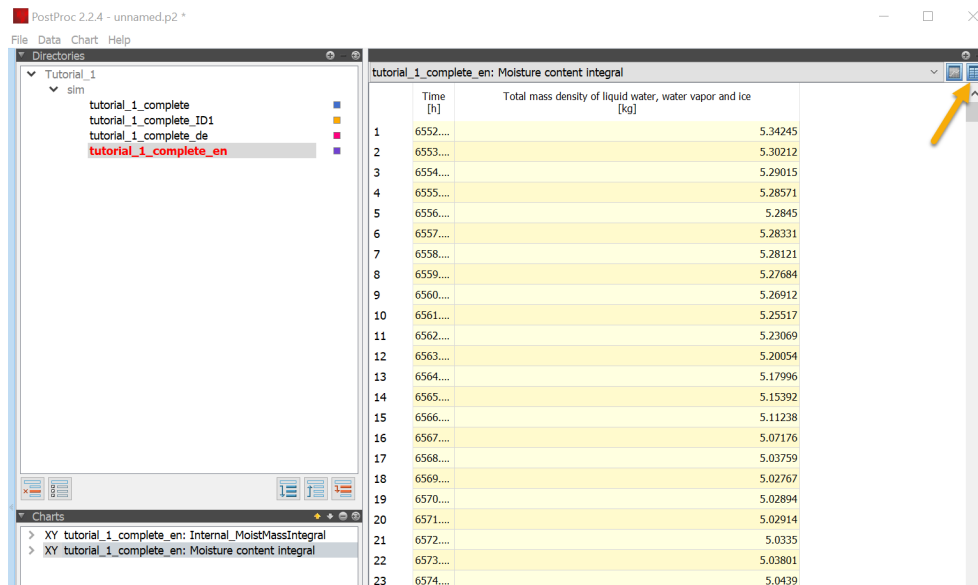 PostProc 2.2.4 - unnamed.p2 *
File Data Chart Help
Directories
Tutorial_1
sim
tutorial_1_complete
tutorial_1_complete_ID1
tutorial_1_complete_de
tutorial_1_complete_en
Charts
XY tutorial_1_complete_en: Internal_MoistMassIntegral
XY tutorial_1_complete_en: Moisture content integral
tutorial_1_complete_en: Moisture content integral
Time Total mass density of liquid water, water vapor and ice
[h] [kg]
1 6552.... 5.34245
2 6553.... 5.30212
3 6554.... 5.29015
4 6555.... 5.28571
5 6556.... 5.2845
6 6557.... 5.28331
7 6558.... 5.28121
8 6559.... 5.27684
9 6560.... 5.26912
10 6561.... 5.25517
11 6562.... 5.23069
12 6563.... 5.20054
13 6564.... 5.17996
14 6565.... 5.15392
15 6566.... 5.11238
16 6567.... 5.07176
17 6568.... 5.03759
18 6569.... 5.02767
19 6570.... 5.02894
20 6571.... 5.02914
21 6572.... 5.0335
22 6573.... 5.03801
23 6574.... 5.0439